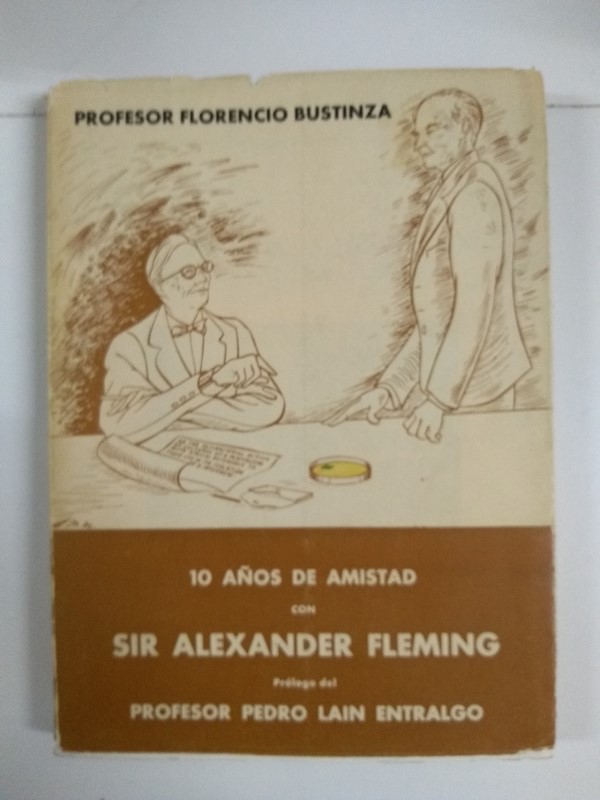 PROFESOR FLORENCIO BUSTINZA
10 AÑOS DE AMISTAD
CON
SIR ALEXANDER FLEMING
Prólogo del
PROFESOR PEDRO LAIN ENTRALGO